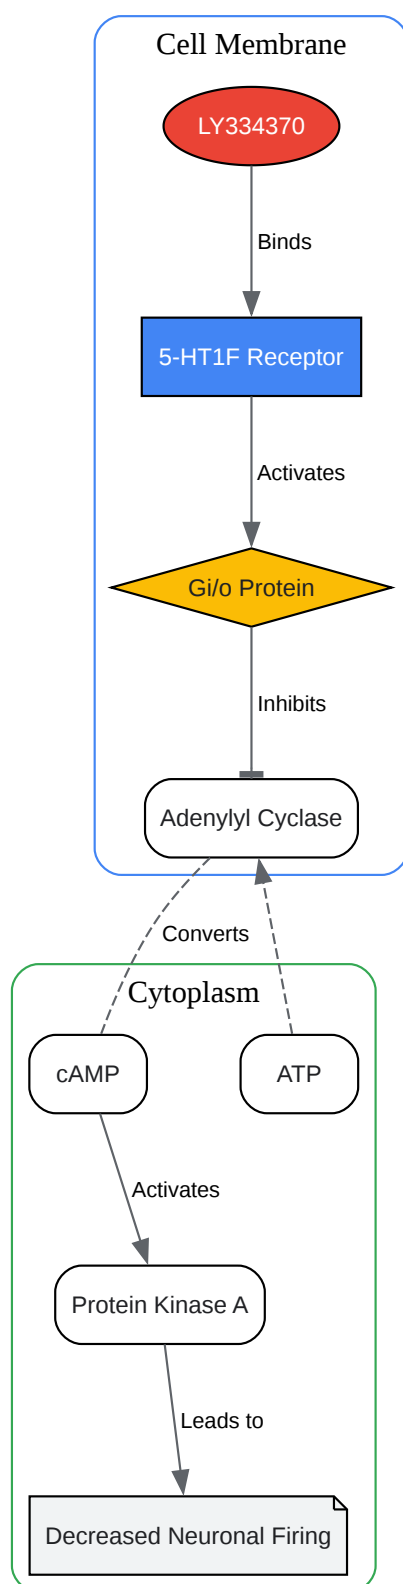 Cell Membrane
LY334370
Binds
5-HT1F Receptor
Activates
Gi/o Protein
Inhibits
Adenylyl Cyclase
Converts
Cytoplasm
cAMP
ATP
Activates
Protein Kinase A
Leads to
Decreased Neuronal Firing